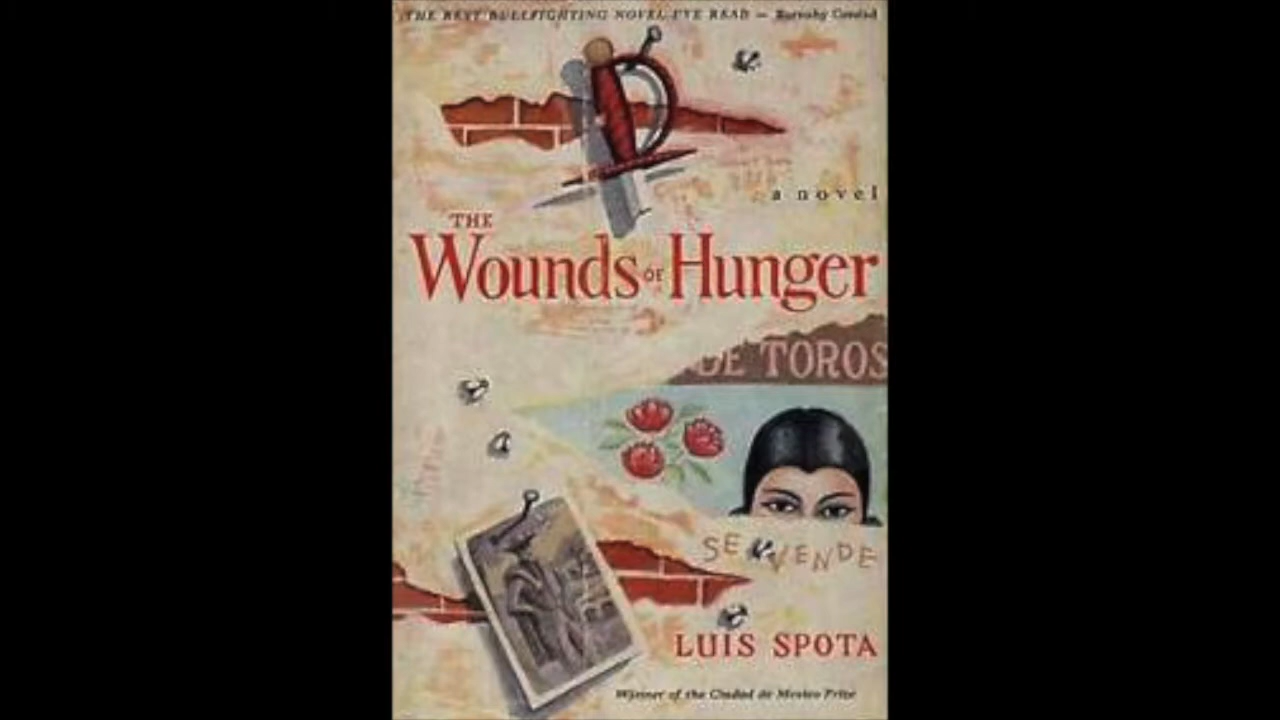 THE BEST BULLFIGHTING NOVEL I'VE READ — Barnaby Conrad
a novel
THE
Wounds of Hunger
DE TOROS
SE VENDE
LUIS SPOTA
Winner of the Ciudad de Mexico Prize